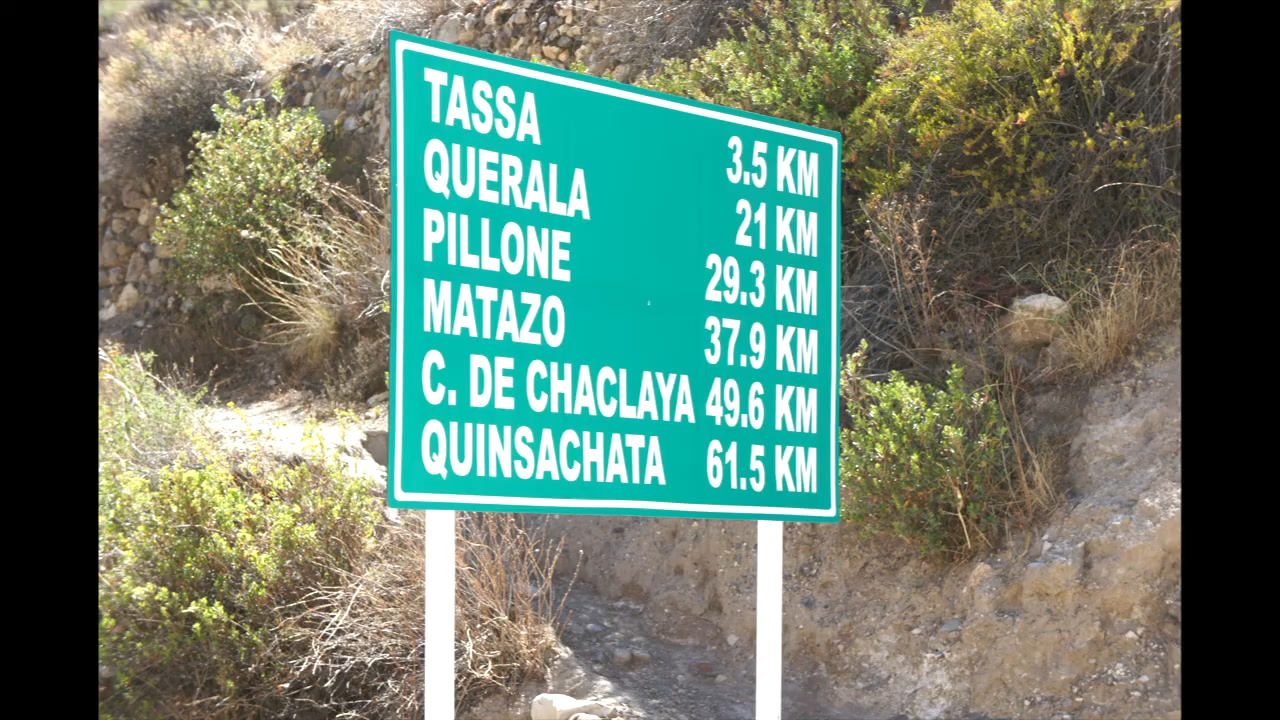 TASSA 3.5 KM
QUERALA 21 KM
PILLONE 29.3 KM
MATAZO 37.9 KM
C. DE CHACLAYA 49.6 KM
QUINSACHATA 61.5 KM